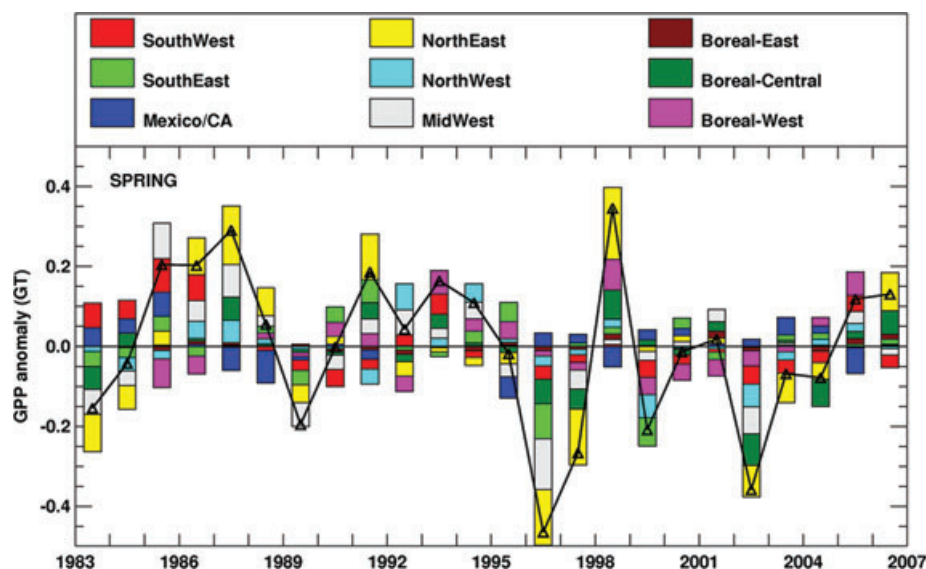 SouthWest NorthEast Boreal-East
SouthEast NorthWest Boreal-Central
Mexico/CA MidWest Boreal-West
SPRING
GPP anomaly (GT)
0.4
0.2
0.0
-0.2
-0.4
1983 1986 1989 1992 1995 1998 2001 2004 2007